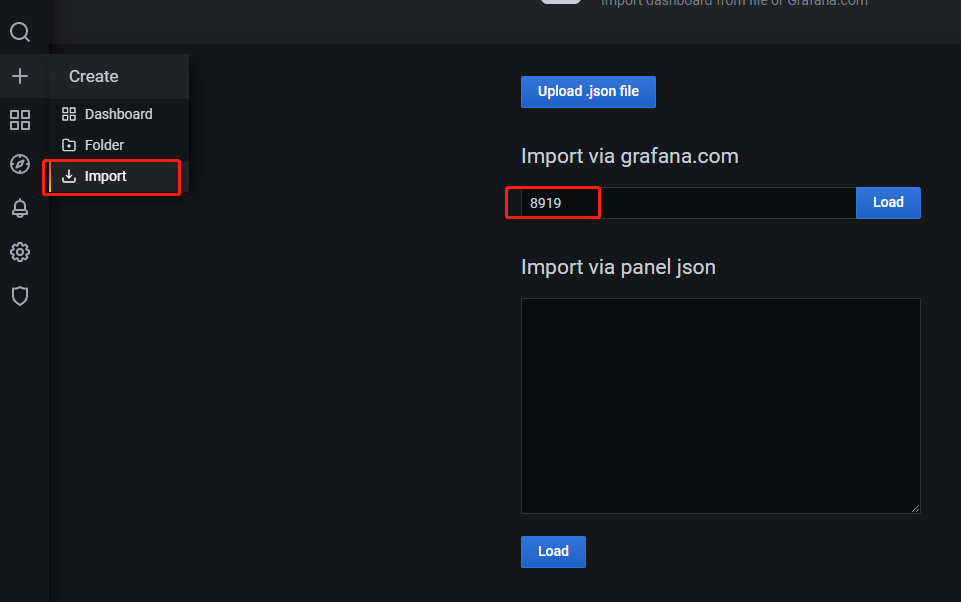 Import dashboard from file or Grafana.com
Create
Dashboard
Folder
Import
Upload .json file
Import via grafana.com
8919
Load
Import via panel json
Load